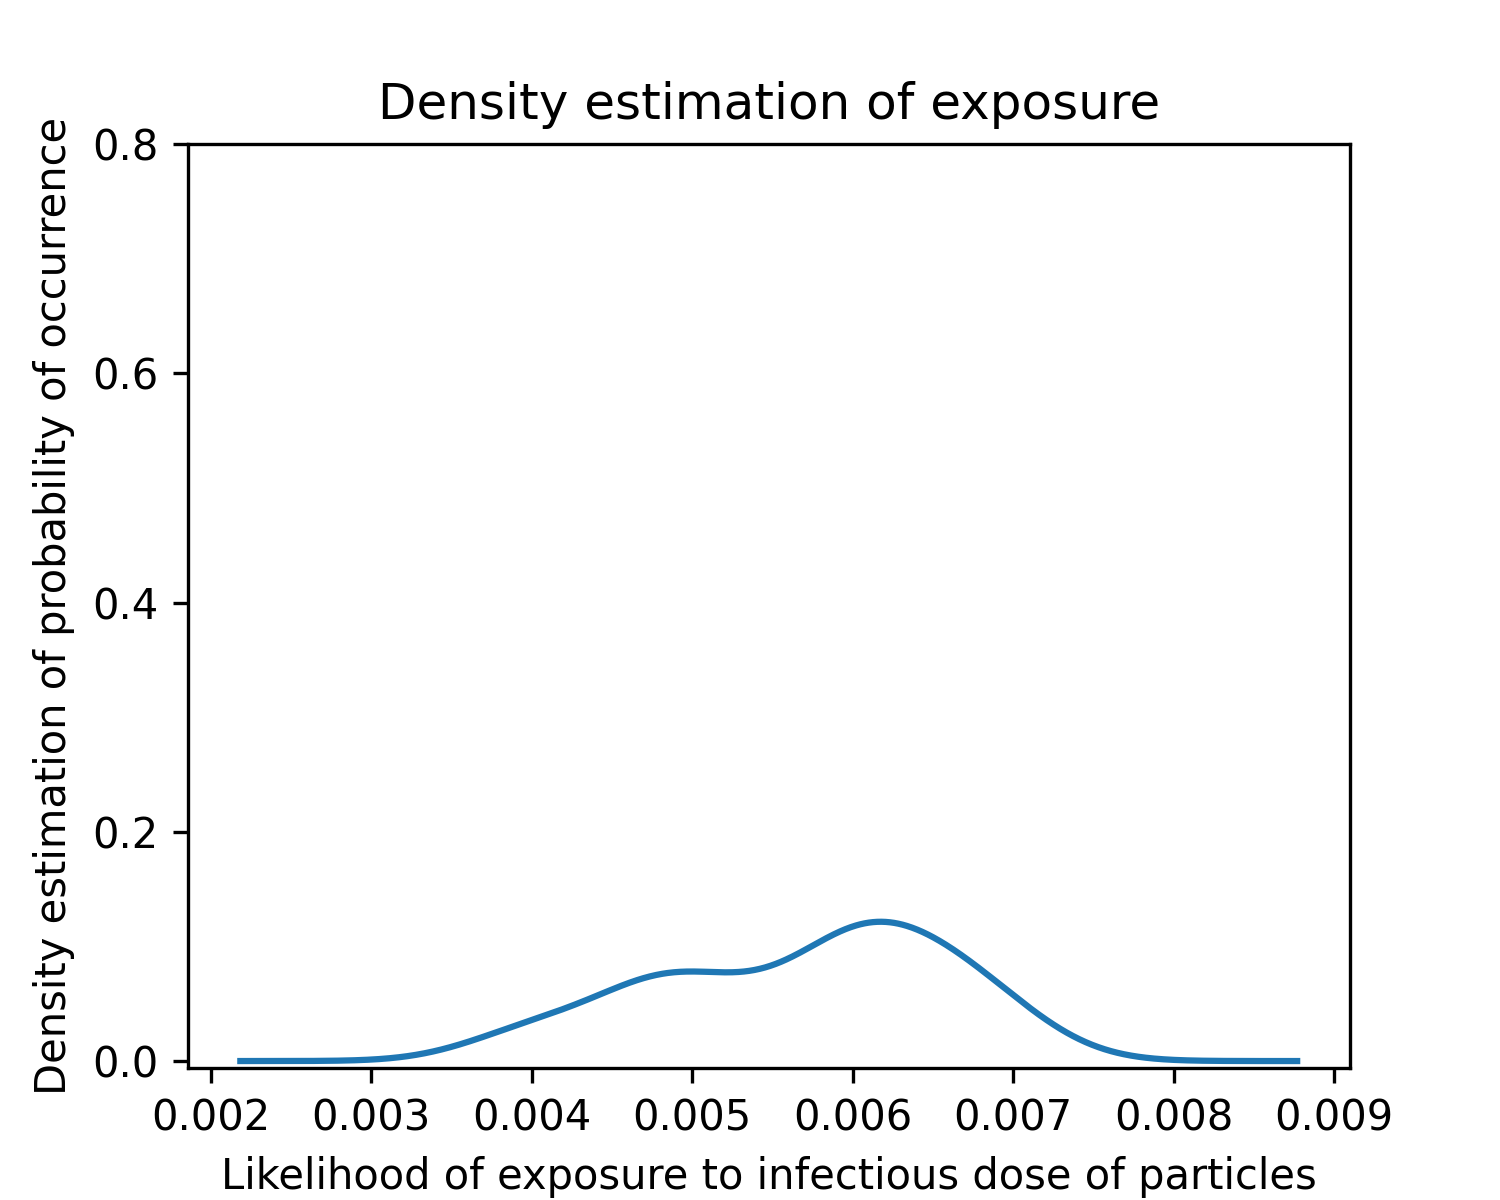 Density estimation of exposure
Density estimation of probability of occurrence
0.8
0.6
0.4
0.2
0.0
0.002 0.003 0.004 0.005 0.006 0.007 0.008 0.009
Likelihood of exposure to infectious dose of particles